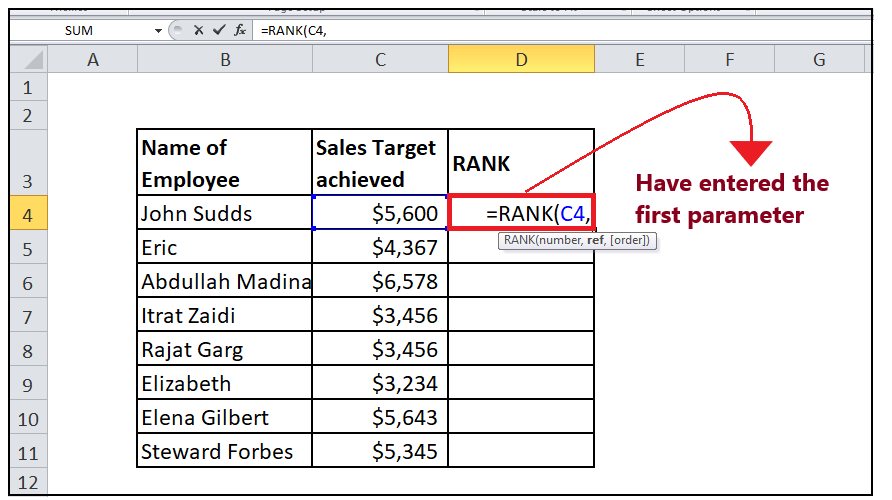 SUM fx =RANK(C4,
A B C D E F G
1
2
3 Name of Employee Sales Target achieved RANK
4 John Sudds $5,600 =RANK(C4,
RANK(number, ref, [order])
5 Eric $4,367
6 Abdullah Madina $6,578
7 Itrat Zaidi $3,456
8 Rajat Garg $3,456
9 Elizabeth $3,234
10 Elena Gilbert $5,643
11 Steward Forbes $5,345
12
Have entered the
first parameter